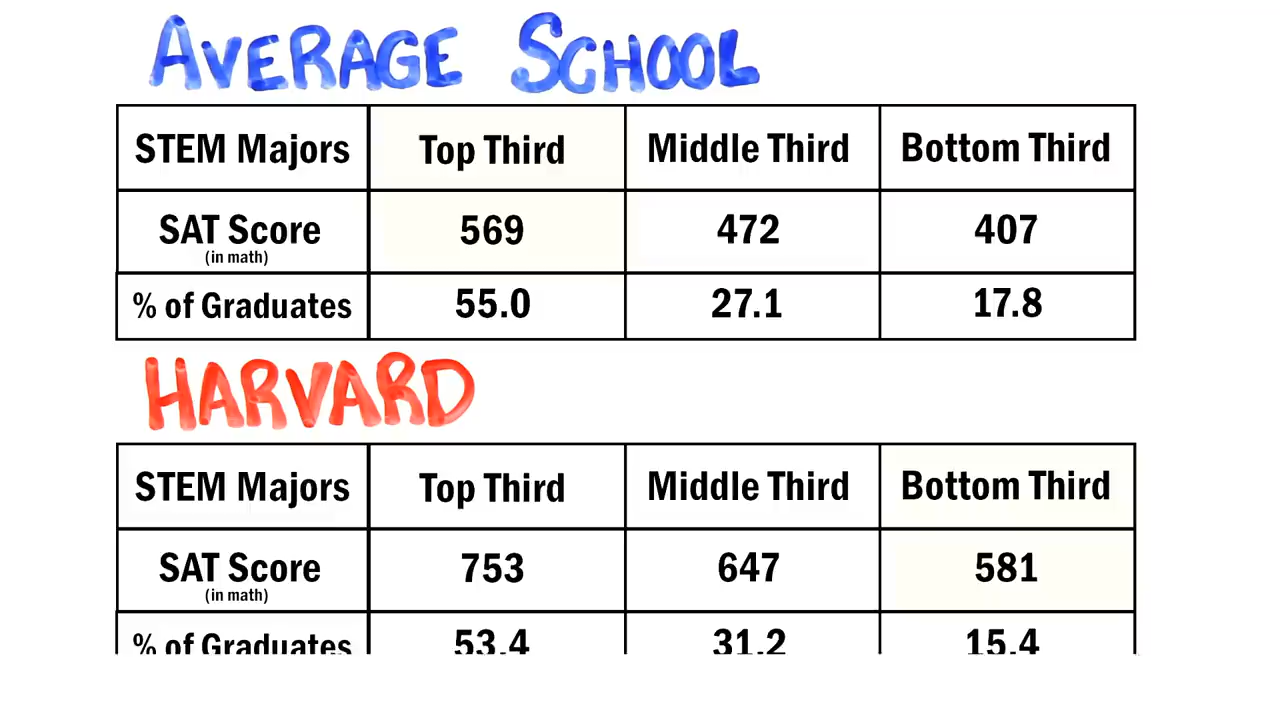 AVERAGE SCHOOL
STEM Majors Top Third Middle Third Bottom Third
SAT Score 569 472 407
(in math)
% of Graduates 55.0 27.1 17.8
HARVARD
STEM Majors Top Third Middle Third Bottom Third
SAT Score 753 647 581
(in math)
% of Graduates 53.4 31.2 15.4